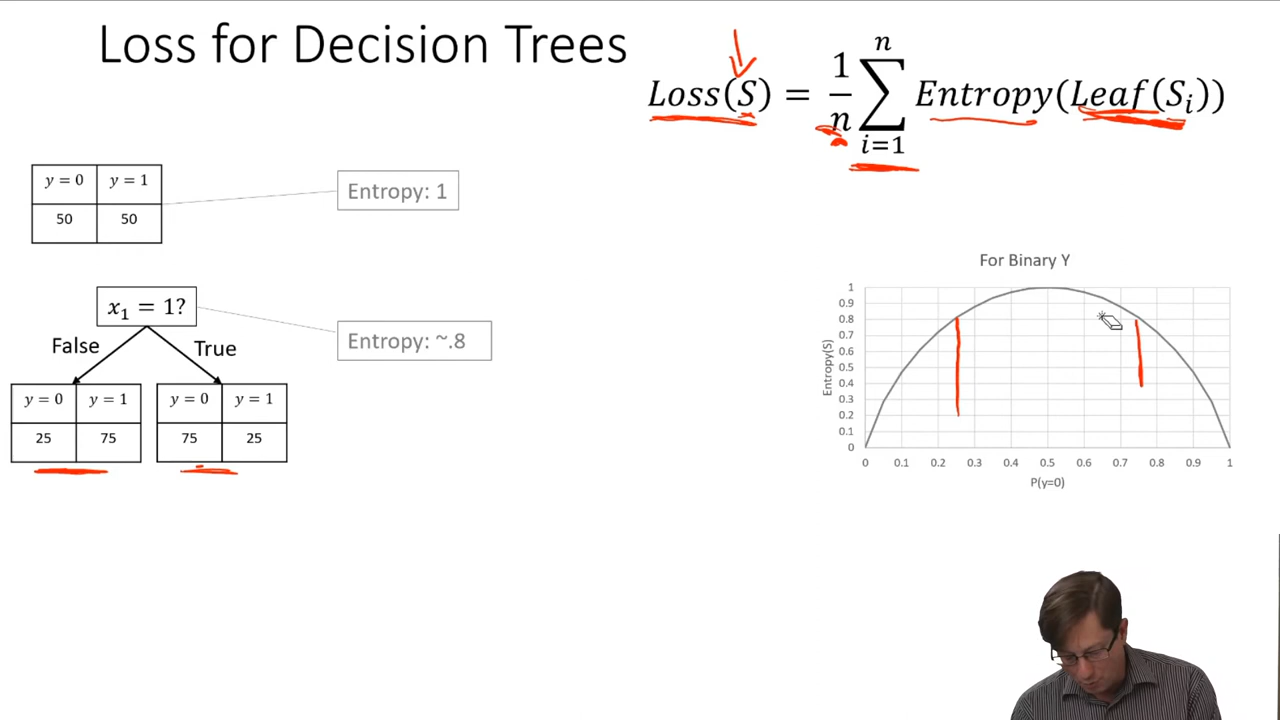 Loss for Decision Trees
Loss(S) = 1/n ∑ i=1 n Entropy(Leaf(Sᵢ))
y = 0 y = 1
50 50
Entropy: 1
x₁ = 1?
False True
Entropy: ~.8
y = 0 y = 1 y = 0 y = 1
25 75 75 25
For Binary Y
1
0.9
0.8
0.7
0.6
0.5
0.4
0.3
0.2
0.1
0
Entropy(S)
0 0.1 0.2 0.3 0.4 0.5 0.6 0.7 0.8 0.9 1
P(y=0)